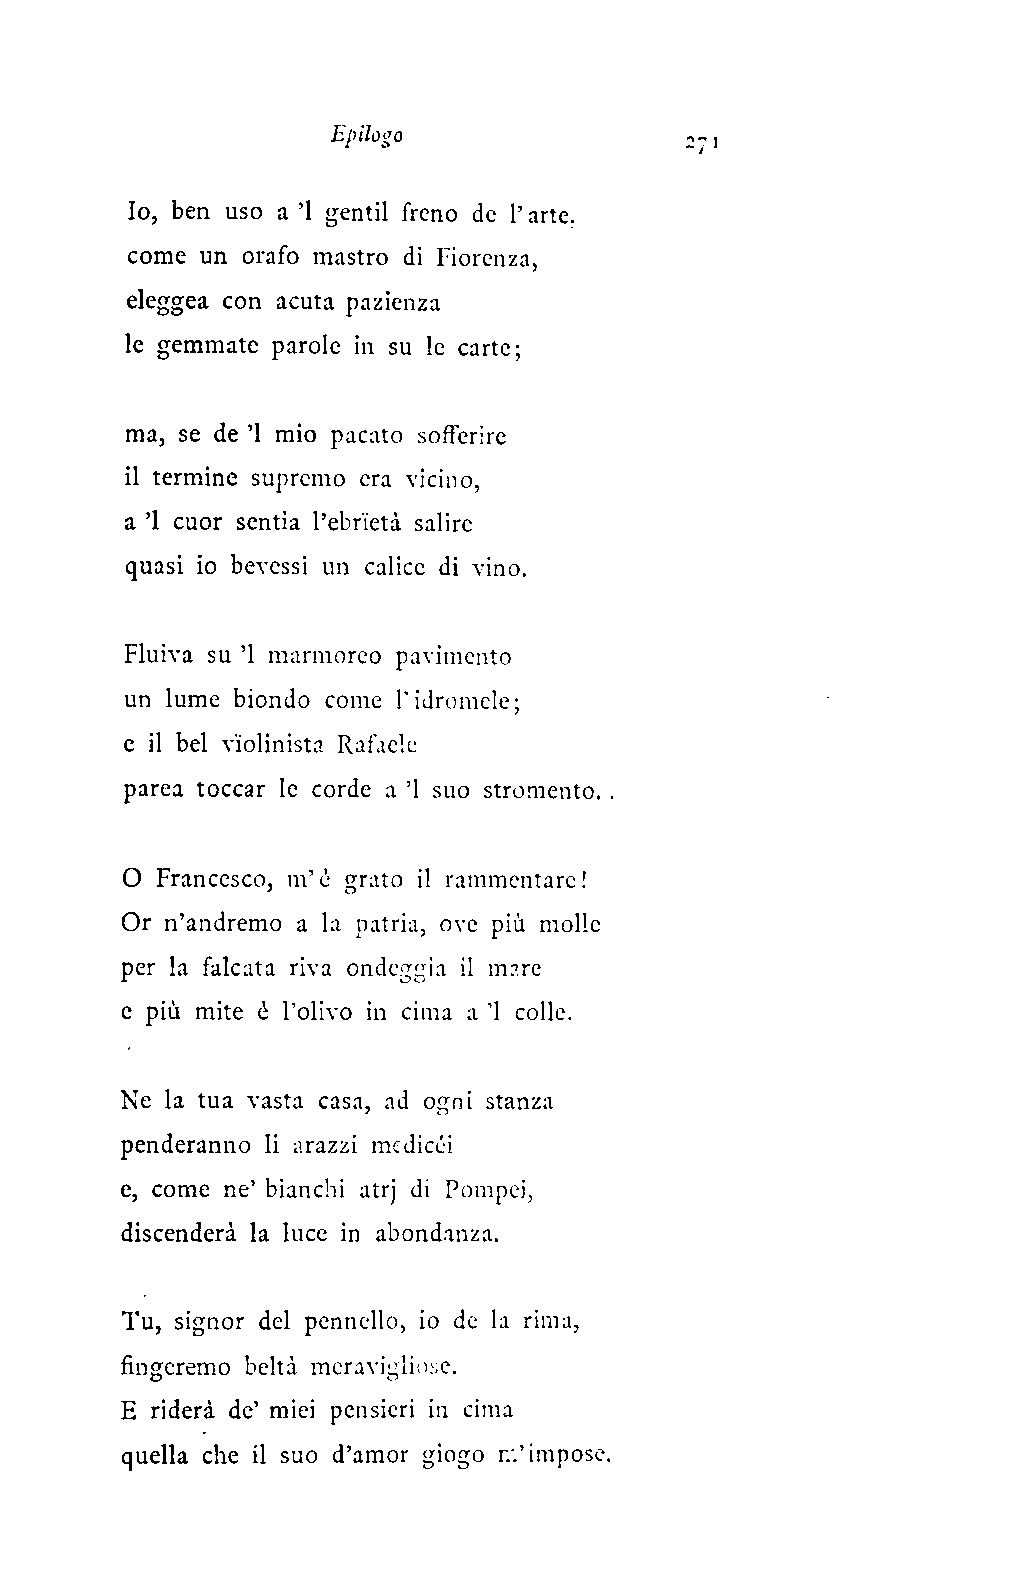 Epilogo 271
Io, ben uso a 'l gentil freno de l'arte,
come un orafo mastro di Fiorenza,
eleggea con acuta pazienza
le gemmate parole in su le carte;
ma, se de 'l mio pacato sofferire
il termine supremo era vicino,
a 'l cuor sentia l'ebrïetà salire
quasi io bevessi un calice di vino.
Fluiva su 'l marmoreo pavimento
un lume biondo come l'idromele;
e il bel vïolinista Rafaele
parea toccar le corde a 'l suo stromento. .
O Francesco, m'è grato il rammentare!
Or n'andremo a la patria, ove più molle
per la falcata riva ondeggia il mare
e più mite è l'olivo in cima a 'l colle.
Ne la tua vasta casa, ad ogni stanza
penderanno li arazzi medicéi
e, come ne' bianchi atrj di Pompei,
discenderà la luce in abondanza.
Tu, signor del pennello, io de la rima,
fingeremo beltà meravigliose.
E riderà de' miei pensieri in cima
quella che il suo d'amor giogo m'impose.